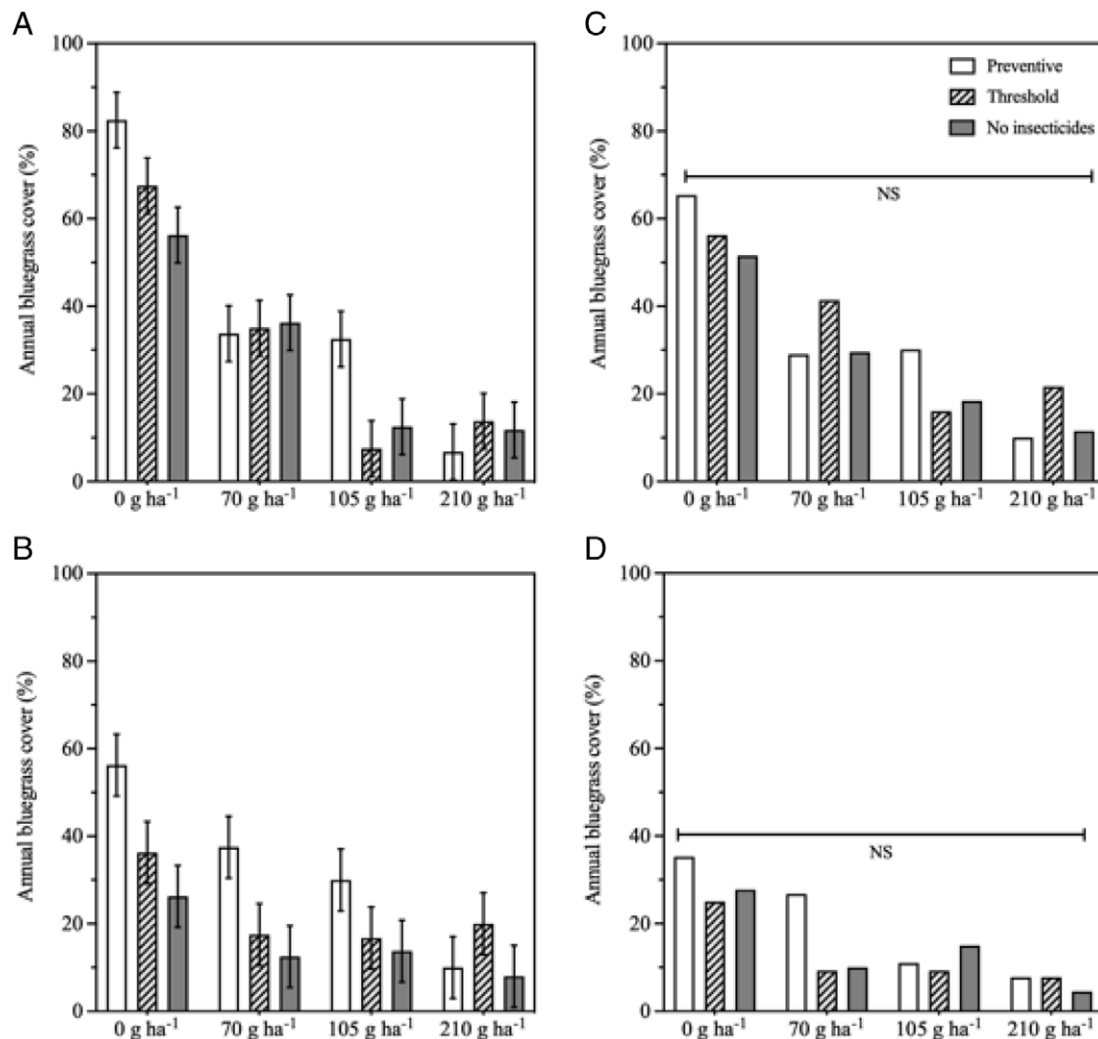 A
Annual bluegrass cover (%)
100
80
60
40
20
0
0 g ha⁻¹ 70 g ha⁻¹ 105 g ha⁻¹ 210 g ha⁻¹
C
Annual bluegrass cover (%)
100
80
60
40
20
0
Preventive
Threshold
No insecticides
NS
0 g ha⁻¹ 70 g ha⁻¹ 105 g ha⁻¹ 210 g ha⁻¹
B
Annual bluegrass cover (%)
100
80
60
40
20
0
0 g ha⁻¹ 70 g ha⁻¹ 105 g ha⁻¹ 210 g ha⁻¹
D
Annual bluegrass cover (%)
100
80
60
40
20
0
NS
0 g ha⁻¹ 70 g ha⁻¹ 105 g ha⁻¹ 210 g ha⁻¹